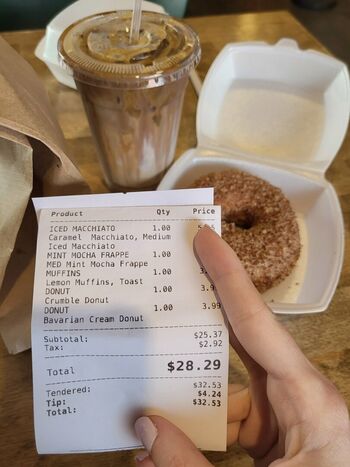 Product Qty Price
ICED MACCHIATO 1.00
Caramel Macchiato, Medium
Iced Macchiato
MINT MOCHA FRAPPE 1.00
MED Mint Mocha Frappe
MUFFINS 1.00 3.
Lemon Muffins, Toast
DONUT 1.00 3.99
Crumble Donut
DONUT 1.00 3.99
Bavarian Cream Donut
Subtotal: $25.37
Tax: $2.92
Total $28.29
Tendered: $32.53
Tip: $4.24
Total: $32.53